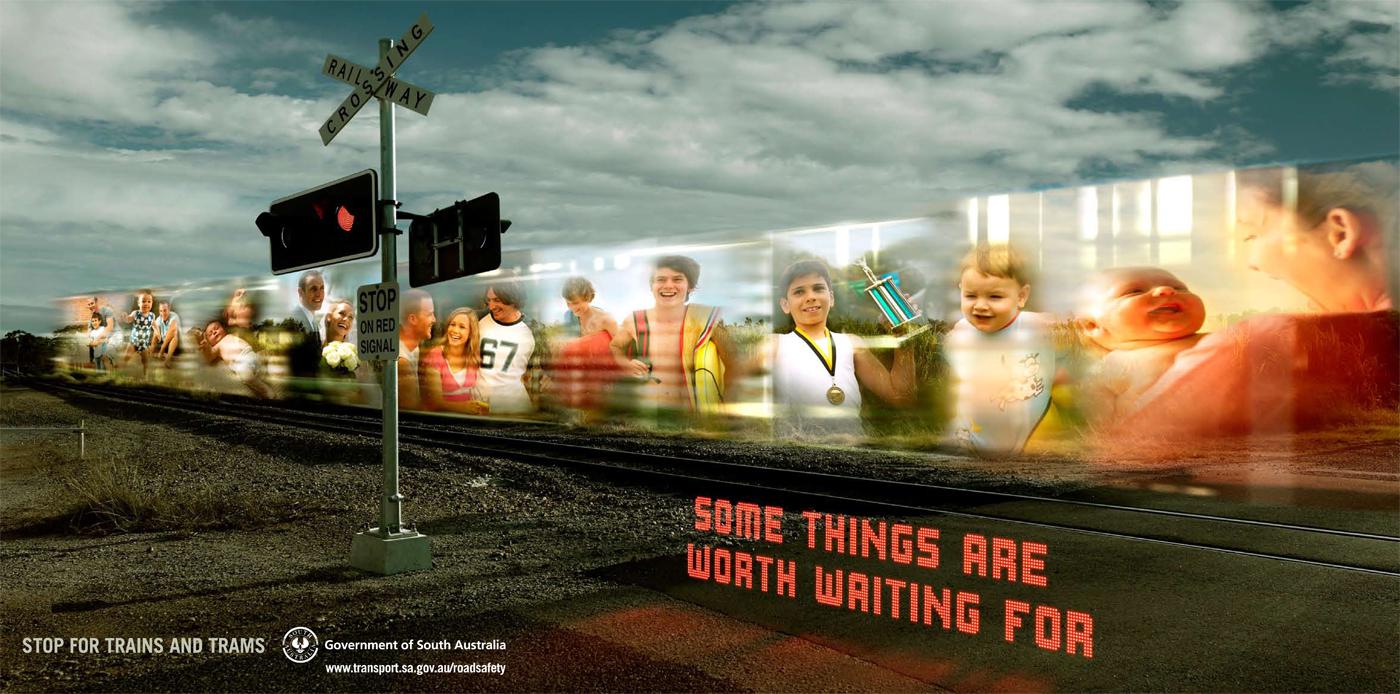 RAILWAY
CROSSING
STOP
ON RED
SIGNAL
67
SOME THINGS ARE
WORTH WAITING FOR
STOP FOR TRAINS AND TRAMS
Government of South Australia
www.transport.sa.gov.au/roadsafety